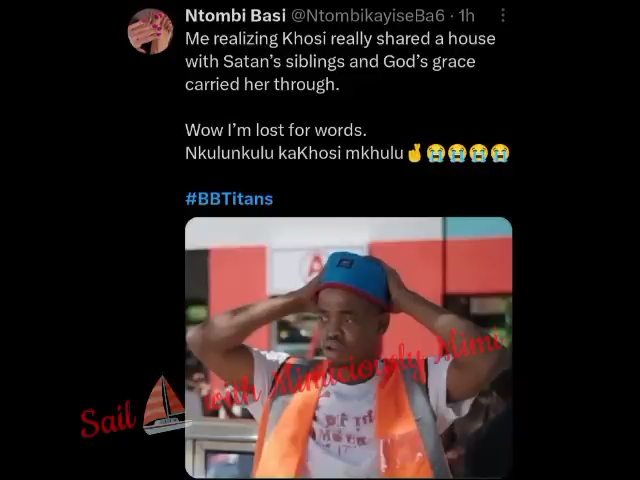 Ntombi Basi @NtombikayiseBa6 · 1h
Me realizing Khosi really shared a house
with Satan’s siblings and God’s grace
carried her through.
Wow I’m lost for words.
Nkulunkulu kaKhosi mkhulu✌️😭😭😭😭
#BBTitans
Sail with Mimiciously Mimi